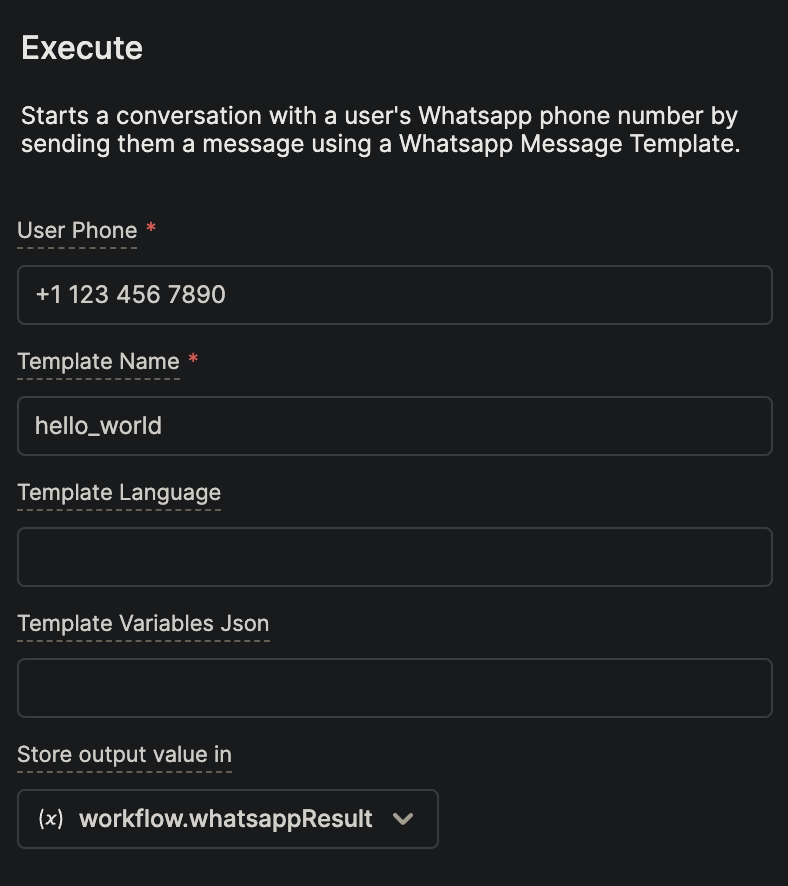 Execute
Starts a conversation with a user's Whatsapp phone number by
sending them a message using a Whatsapp Message Template.
User Phone *
+1 123 456 7890
Template Name *
hello_world
Template Language
Template Variables Json
Store output value in
(x) workflow.whatsappResult